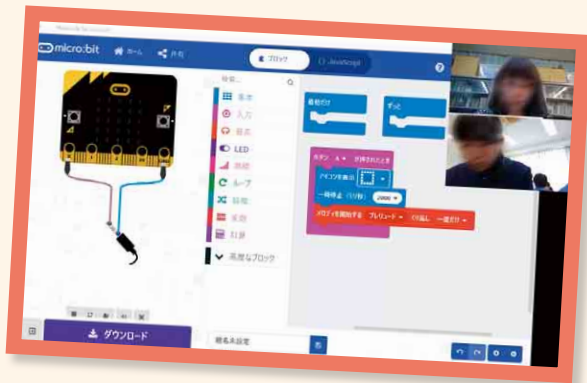 micro:bit
ホーム
共有
ブロック
{} JavaScript
検索...
基本
入力
音楽
LED
無線
ループ
論理
変数
計算
高度なブロック
最初だけ
ずっと
ボタン A が押されたとき
アイコンを表示
一時停止 (ミリ秒) 2000
メロディを開始する プレリュード くり返し 一度だけ
ダウンロード
題名未設定